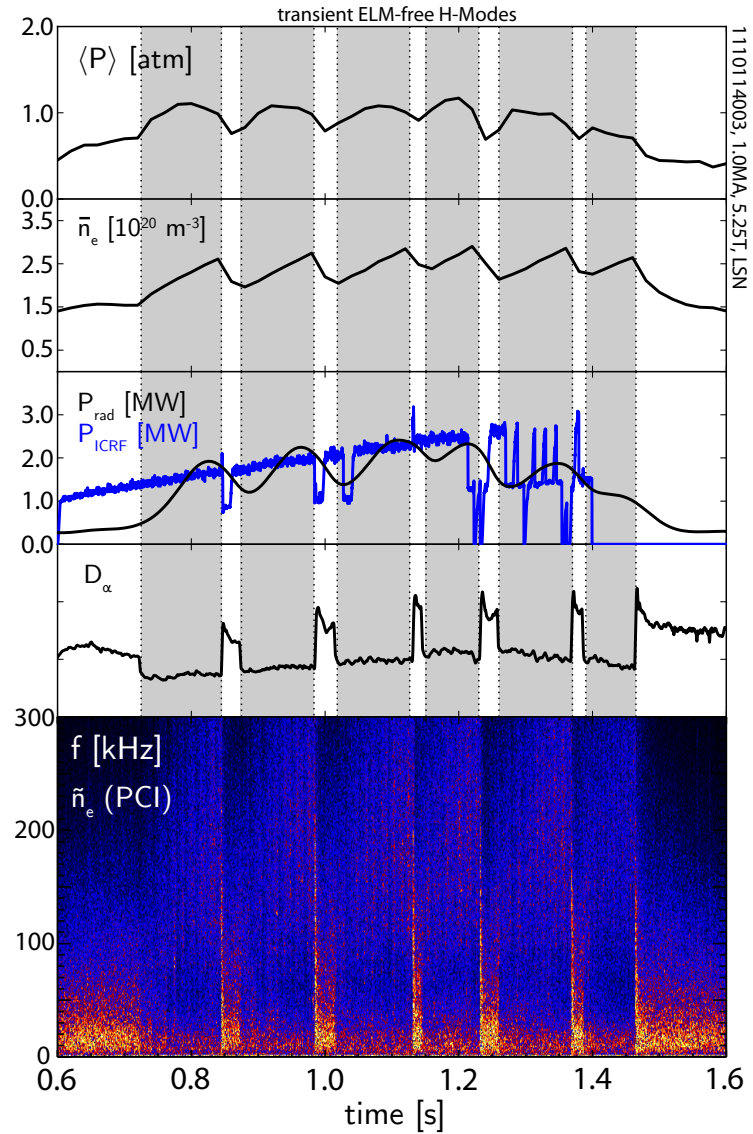 transient ELM-free H-Modes
1110114003, 1.0MA, 5.25T, LSN
⟨P⟩ [atm]
2.0
1.0
0.0
n̄e [10²⁰ m⁻³]
3.5
2.5
1.5
0.5
Prad [MW]
PICRF [MW]
3.0
2.0
1.0
0.0
Dα
f [kHz]
ñe (PCI)
300
200
100
0
0.6 0.8 1.0 1.2 1.4 1.6
time [s]